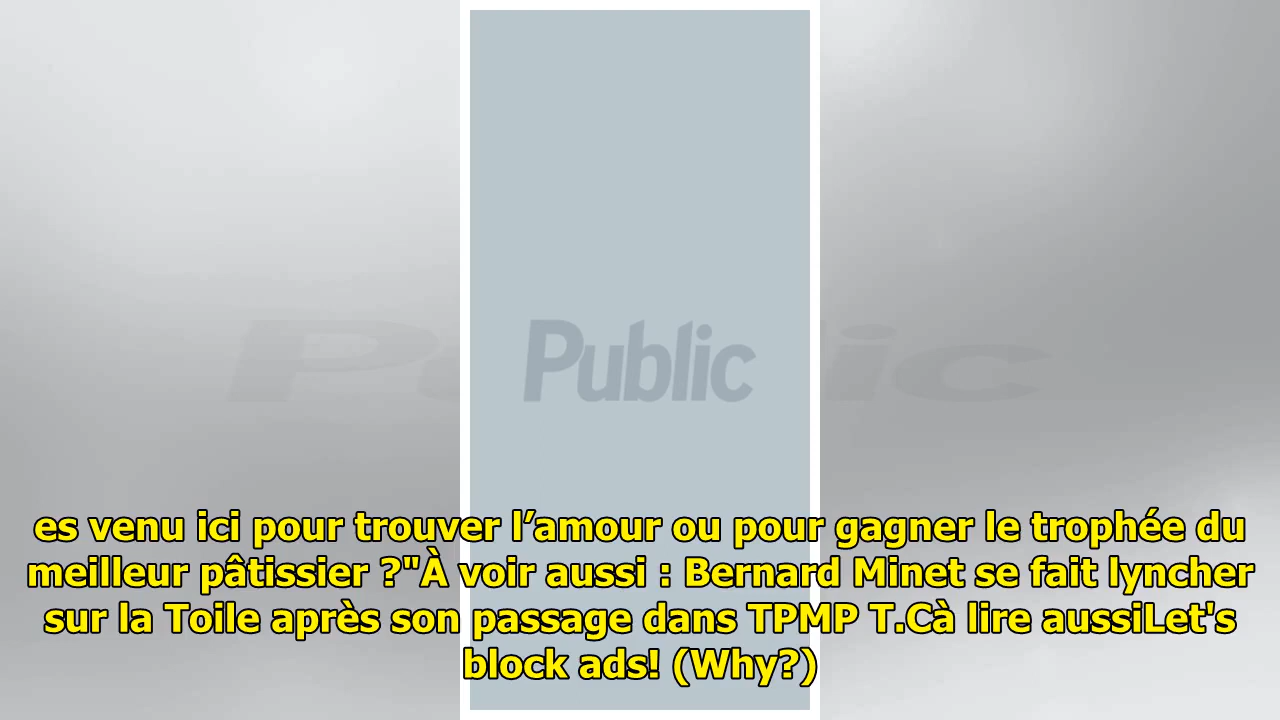 Public
es venu ici pour trouver l’amour ou pour gagner le trophée du
meilleur pâtissier ?"À voir aussi : Bernard Minet se fait lyncher
sur la Toile après son passage dans TPMP T.Cà lire aussiLet's
block ads! (Why?)